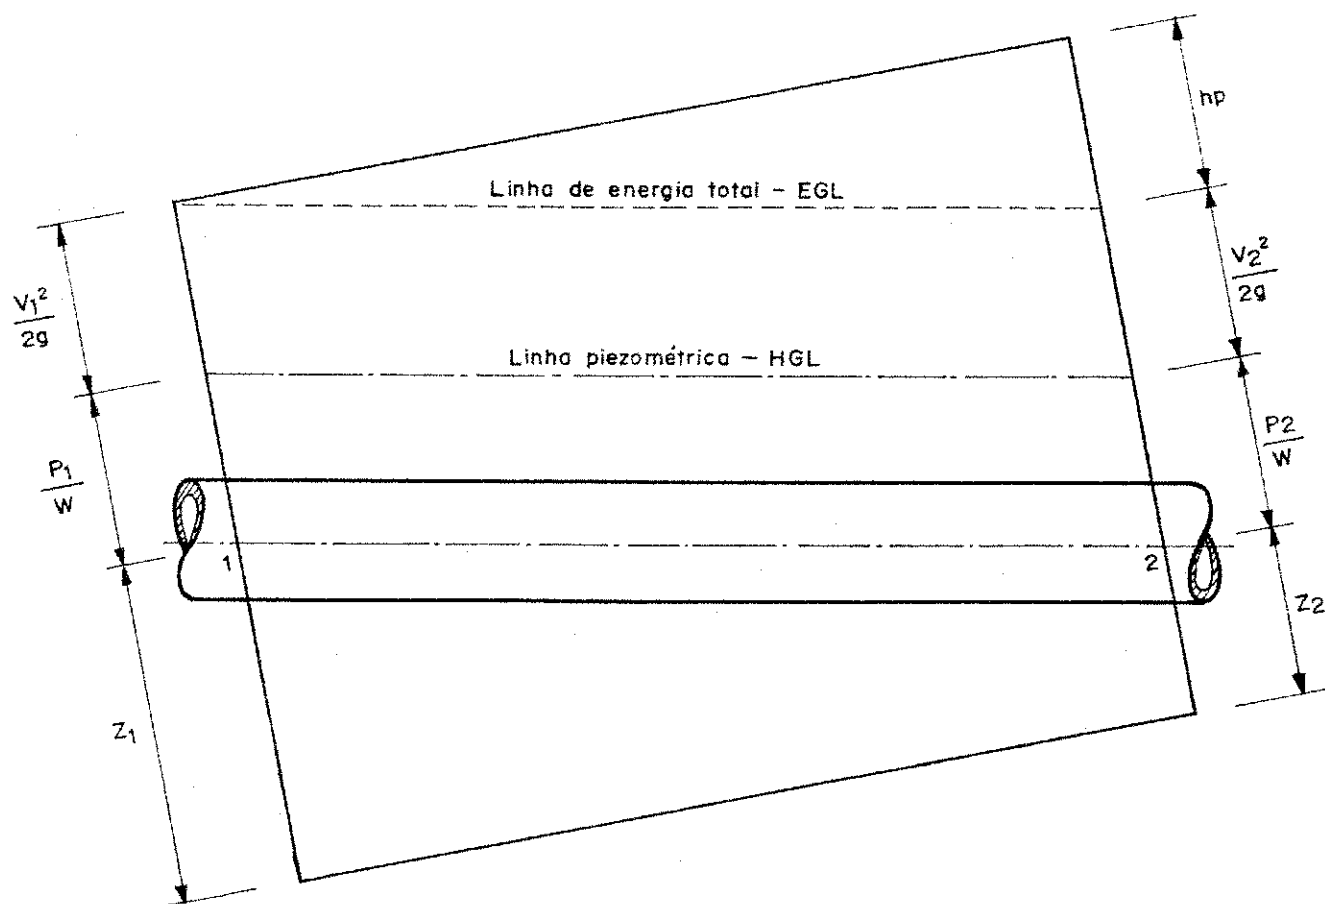 hp
Linha de energia total – EGL
V₁²
2g
V₂²
2g
Linha piezométrica – HGL
P₁
W
P2
W
1
2
Z₁
Z2